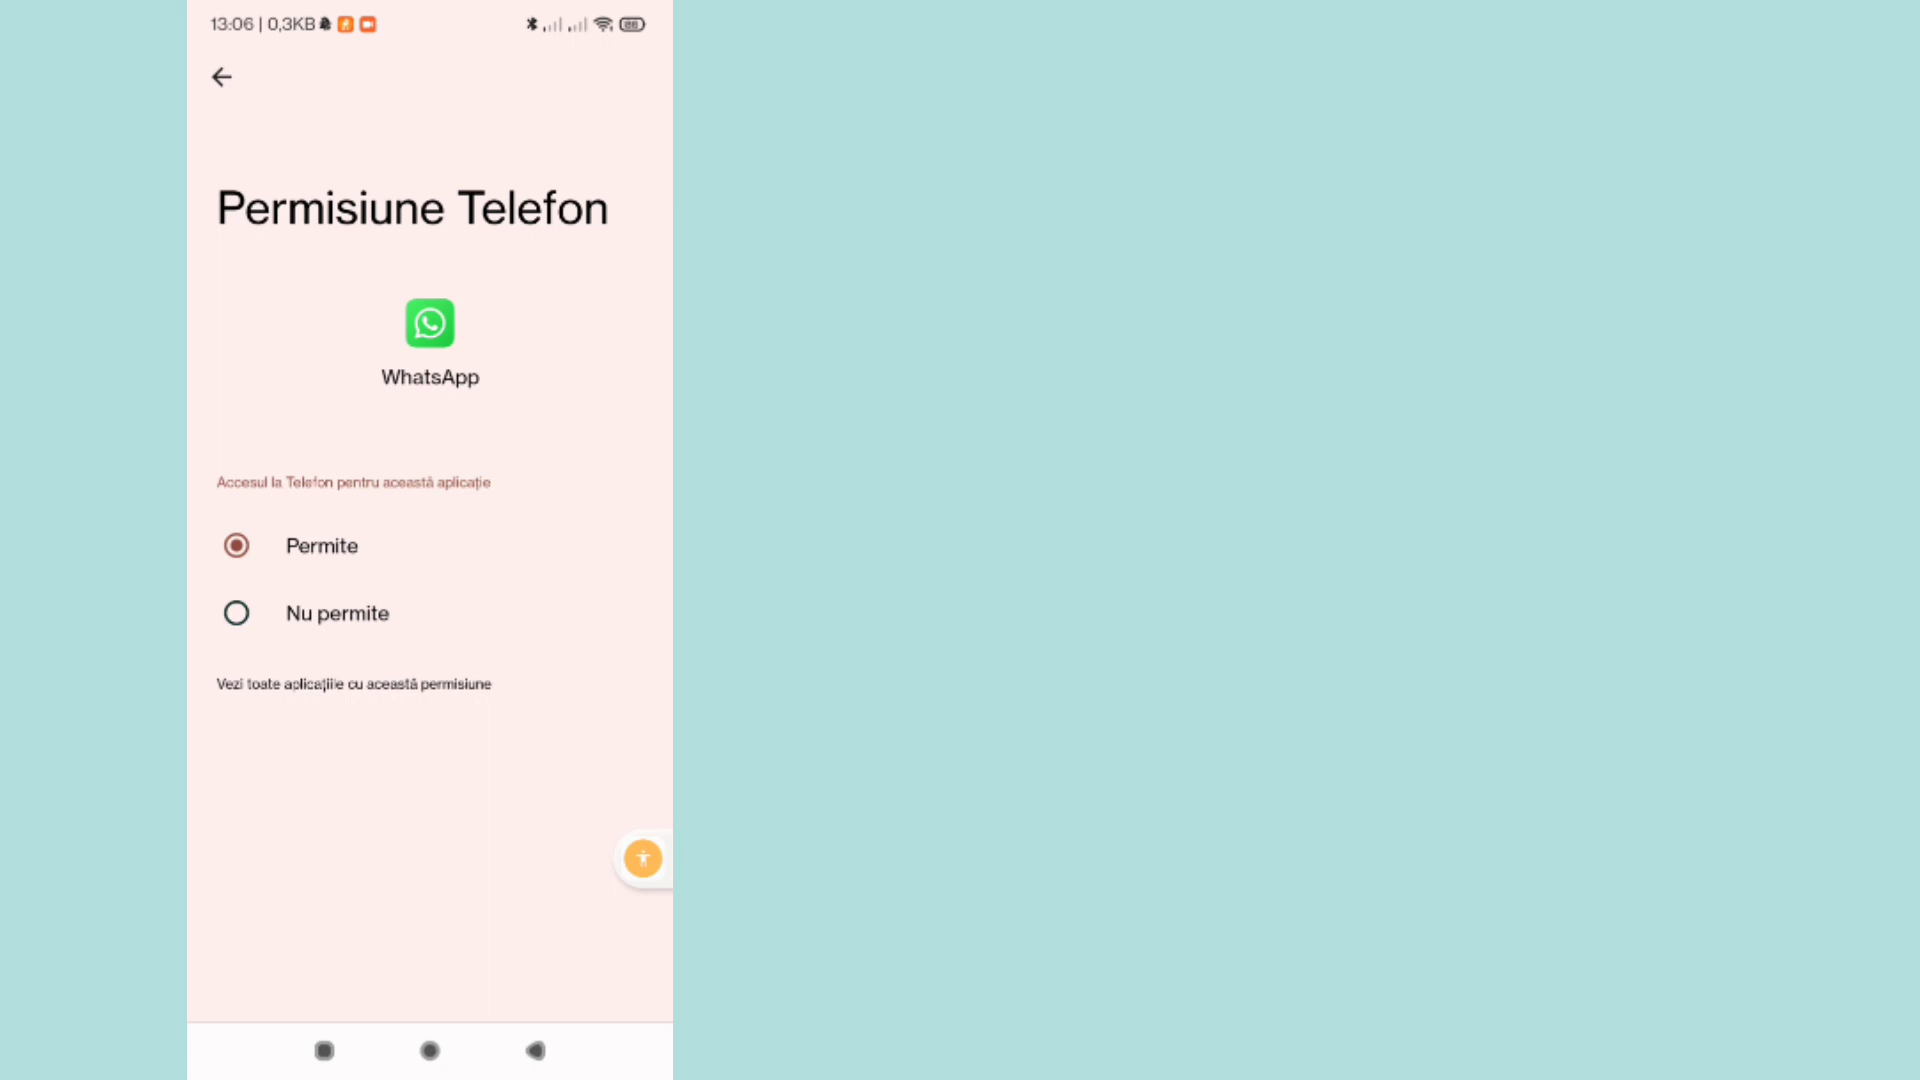 13:06 | 0,3KB
Permisiune Telefon
WhatsApp
Accesul la Telefon pentru această aplicație
Permite
Nu permite
Vezi toate aplicațiile cu această permisiune